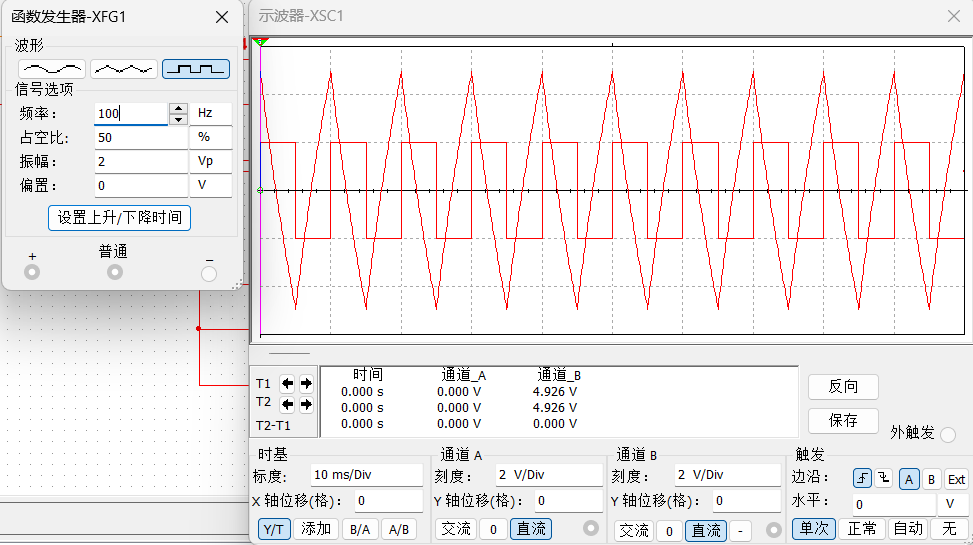 函数发生器-XFG1
波形
信号选项
频率： 100 Hz
占空比: 50 %
振幅： 2 Vp
偏置： 0 V
设置上升/下降时间
+ 普通 −
示波器-XSC1
时间 通道_A 通道_B
T1 0.000 s 0.000 V 4.926 V
T2 0.000 s 0.000 V 4.926 V
T2-T1 0.000 s 0.000 V 0.000 V
反向
保存
外触发
时基
标度: 10 ms/Div
X 轴位移(格): 0
Y/T 添加 B/A A/B
通道 A
刻度： 2 V/Div
Y 轴位移(格): 0
交流 0 直流
通道 B
刻度： 2 V/Div
Y 轴位移(格): 0
交流 0 直流 -
触发
边沿： A B Ext
水平： 0 V
单次 正常 自动 无